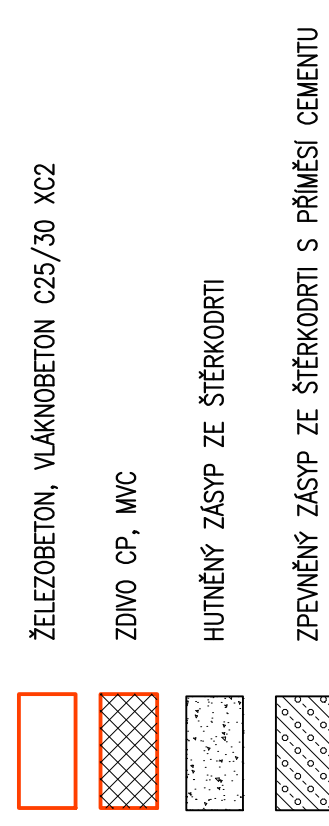 ŽELEZOBETON, VLÁKNOBETON C25/30 XC2
ZDIVO CP, MVC
HUTNĚNÝ ZÁSYP ZE ŠTĚRKODRTI
ZPEVNĚNÝ ZÁSYP ZE ŠTĚRKODRTI S PŘÍMĚSÍ CEMENTU